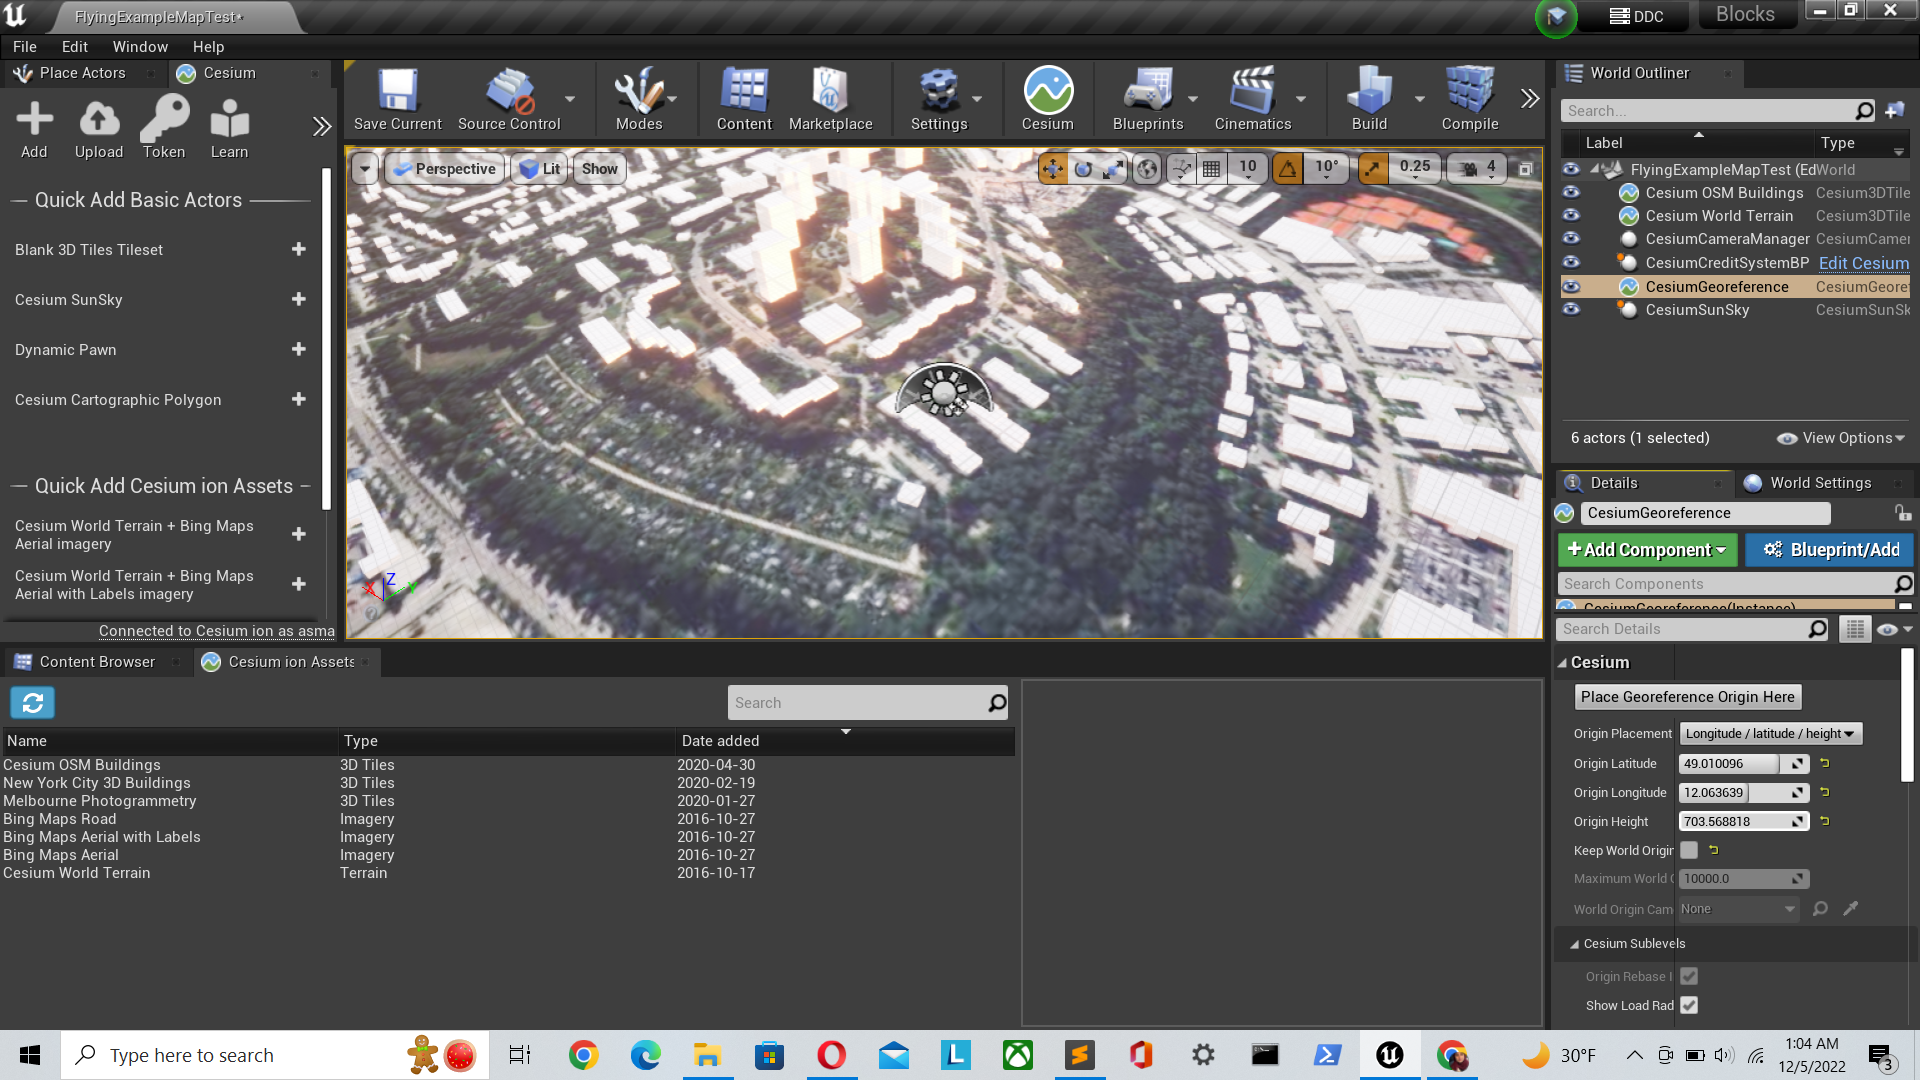 FlyingExampleMapTest*
DDC
Blocks
File Edit Window Help
Place Actors
Cesium
Add
Upload
Token
Learn
Quick Add Basic Actors
Blank 3D Tiles Tileset
Cesium SunSky
Dynamic Pawn
Cesium Cartographic Polygon
Quick Add Cesium ion Assets
Cesium World Terrain + Bing Maps
Aerial imagery
Cesium World Terrain + Bing Maps
Aerial with Labels imagery
Connected to Cesium ion as asma
Save Current
Source Control
Modes
Content
Marketplace
Settings
Cesium
Blueprints
Cinematics
Build
Compile
Perspective
Lit
Show
10
10°
0.25
4
X
Z
Y
World Outliner
Search...
Label Type
FlyingExampleMapTest (Ed World
Cesium OSM Buildings Cesium3DTile
Cesium World Terrain Cesium3DTile
CesiumCameraManager CesiumCamer
CesiumCreditSystemBP Edit Cesium
CesiumGeoreference CesiumGeoref
CesiumSunSky CesiumSunSk
6 actors (1 selected)
View Options
Details
World Settings
CesiumGeoreference
Add Component
Blueprint/Add
Search Components
CesiumGeoreference(Instance)
Search Details
Cesium
Place Georeference Origin Here
Origin Placement Longitude / latitude / height
Origin Latitude 49.010096
Origin Longitude 12.063639
Origin Height 703.568818
Keep World Origin
Maximum World O 10000.0
World Origin Cam None
Cesium Sublevels
Origin Rebase I
Show Load Rad
Content Browser
Cesium ion Assets
Search
Name Type Date added
Cesium OSM Buildings 3D Tiles 2020-04-30
New York City 3D Buildings 3D Tiles 2020-02-19
Melbourne Photogrammetry 3D Tiles 2020-01-27
Bing Maps Road Imagery 2016-10-27
Bing Maps Aerial with Labels Imagery 2016-10-27
Bing Maps Aerial Imagery 2016-10-27
Cesium World Terrain Terrain 2016-10-17
Type here to search
30°F
1:04 AM
12/5/2022
3